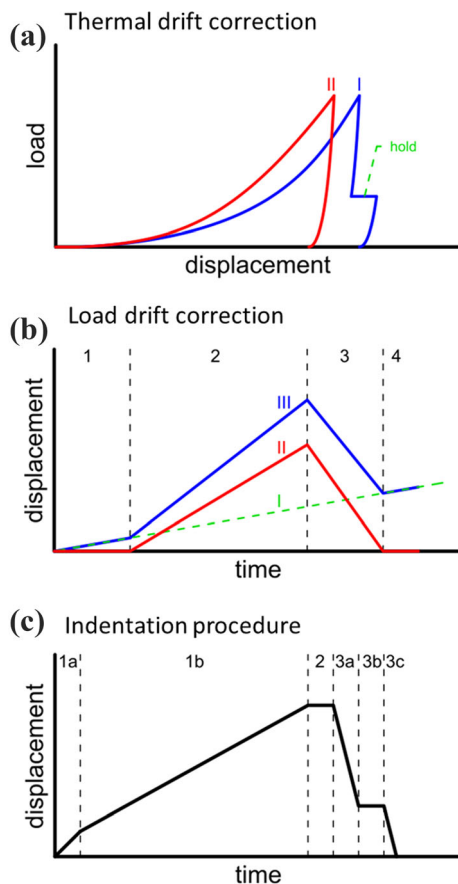 (a) Thermal drift correction
II I
hold
load
displacement
(b) Load drift correction
1 2 3 4
III
II
I
displacement
time
(c) Indentation procedure
1a 1b 2 3a 3b 3c
displacement
time